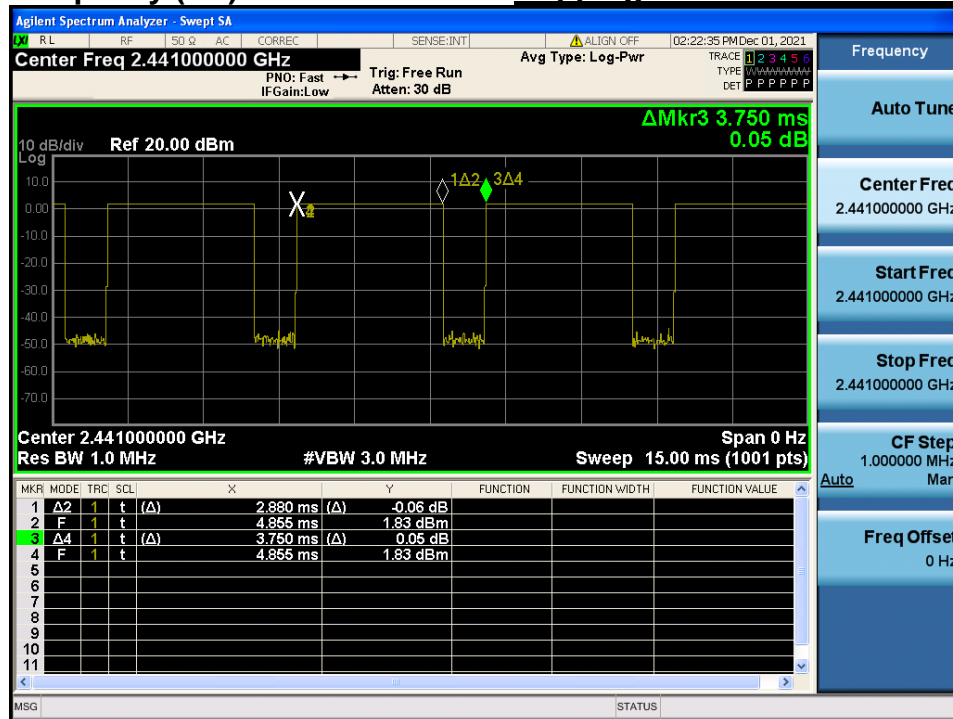 Agilent Spectrum Analyzer - Swept SA
LXI RL RF 50 Ω AC CORREC SENSE:INT ALIGN OFF 02:22:35 PM Dec 01, 2021
Center Freq 2.441000000 GHz
PNO: Fast
IFGain:Low
Trig: Free Run
Atten: 30 dB
Avg Type: Log-Pwr
TRACE 1 2 3 4 5 6
TYPE WWWWWW
DET P P P P P P
ΔMkr3 3.750 ms
0.05 dB
10 dB/div Ref 20.00 dBm
Log
10.0
0.00
-10.0
-20.0
-30.0
-40.0
-50.0
-60.0
-70.0
X
1Δ2 3Δ4
Center 2.441000000 GHz Span 0 Hz
Res BW 1.0 MHz #VBW 3.0 MHz Sweep 15.00 ms (1001 pts)
MKR MODE TRC SCL X Y FUNCTION FUNCTION WIDTH FUNCTION VALUE
1 Δ2 1 t (Δ) 2.880 ms (Δ) -0.06 dB
2 F 1 t 4.855 ms 1.83 dBm
3 Δ4 1 t (Δ) 3.750 ms (Δ) 0.05 dB
4 F 1 t 4.855 ms 1.83 dBm
5
6
7
8
9
10
11
MSG STATUS
Frequency
Auto Tune
Center Freq
2.441000000 GHz
Start Freq
2.441000000 GHz
Stop Freq
2.441000000 GHz
CF Step
1.000000 MHz
Auto Man
Freq Offset
0 Hz